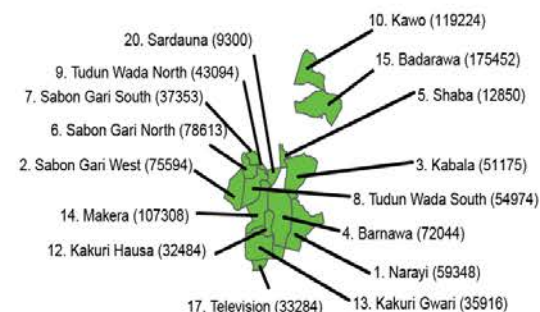 10. Kawo (119224)
20. Sardauna (9300)
15. Badarawa (175452)
9. Tudun Wada North (43094)
5. Shaba (12850)
7. Sabon Gari South (37353)
6. Sabon Gari North (78613)
2. Sabon Gari West (75594)
3. Kabala (51175)
8. Tudun Wada South (54974)
14. Makera (107308)
4. Barnawa (72044)
12. Kakuri Hausa (32484)
1. Narayi (59348)
17. Television (33284)
13. Kakuri Gwari (35916)